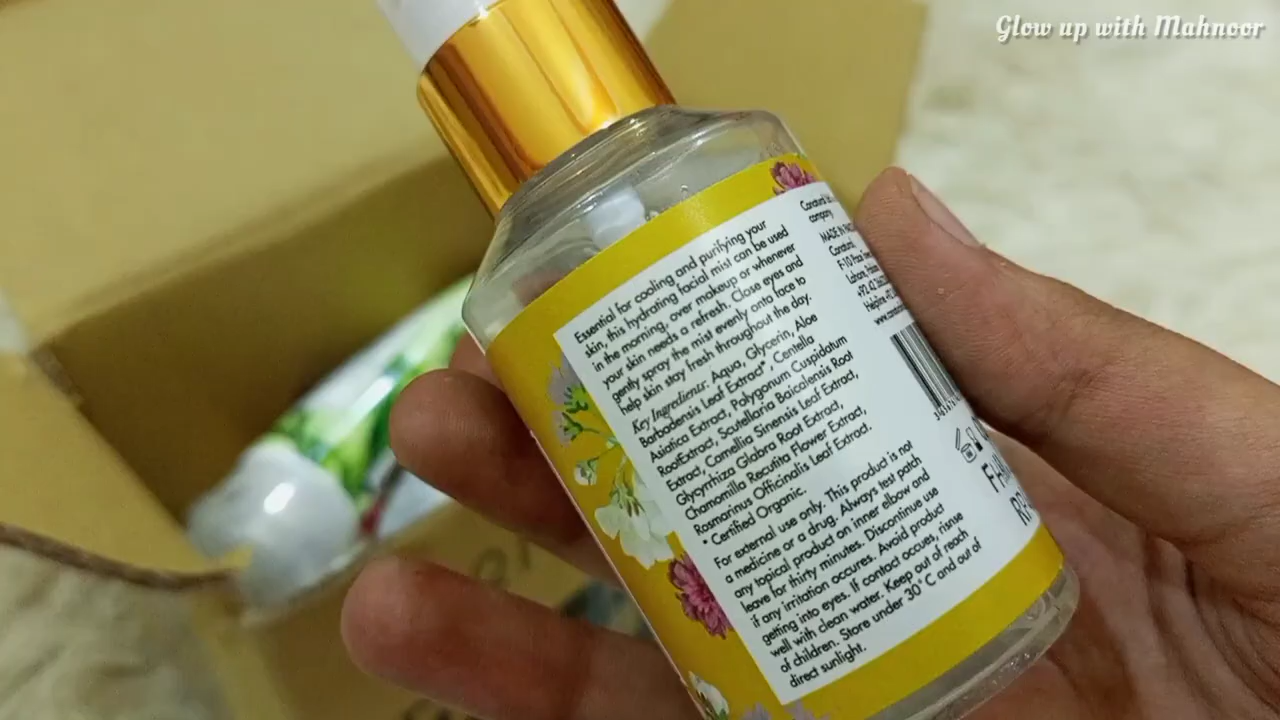 Glow up with Mahnoor
Essential for cooling and purifying your
skin, this hydrating facial mist can be used
in the morning, over makeup or whenever
your skin needs a refresh. Close eyes and
gently spray the mist evenly onto face to
help skin stay fresh throughout the day.
Key Ingredients: Aqua, Glycerin, Aloe
Barbadensis Leaf Extract*, Centella
Asiatica Extract, Polygonum Cuspidatum
RootExtract, Scutellaria Baicalensis Root
Extract, Camellia Sinensis Leaf Extract,
Glycyrrhiza Glabra Root Extract,
Chamomilla Recutita Flower Extract,
Rosmarinus Officinalis Leaf Extract.
* Certified Organic.
For external use only. This product is not
a medicine or a drug. Always test patch
any topical product on inner elbow and
leave for thirty minutes. Discontinue use
if any irritation occures. Avoid product
getting into eyes. If contact occurs, rinse
well with clean water. Keep out of reach
of children. Store under 30°C and out of
direct sunlight.
company
MADE IN
Conatural
F-10
Lahore,
+92 42
Helpline